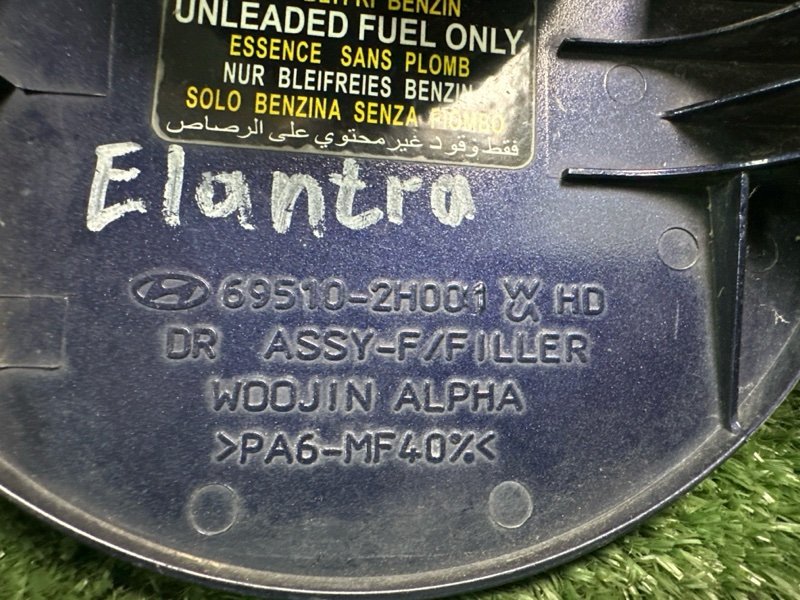 BENZIN
UNLEADED FUEL ONLY
ESSENCE SANS PLOMB
NUR BLEIFREIES BENZIN
SOLO BENZINA SENZA PIOMBO
فقط وقود غير محتوي على الرصاص
Elantra
69510-2H001 HD
DR ASSY-F/FILLER
WOOJIN ALPHA
>PA6-MF40%<